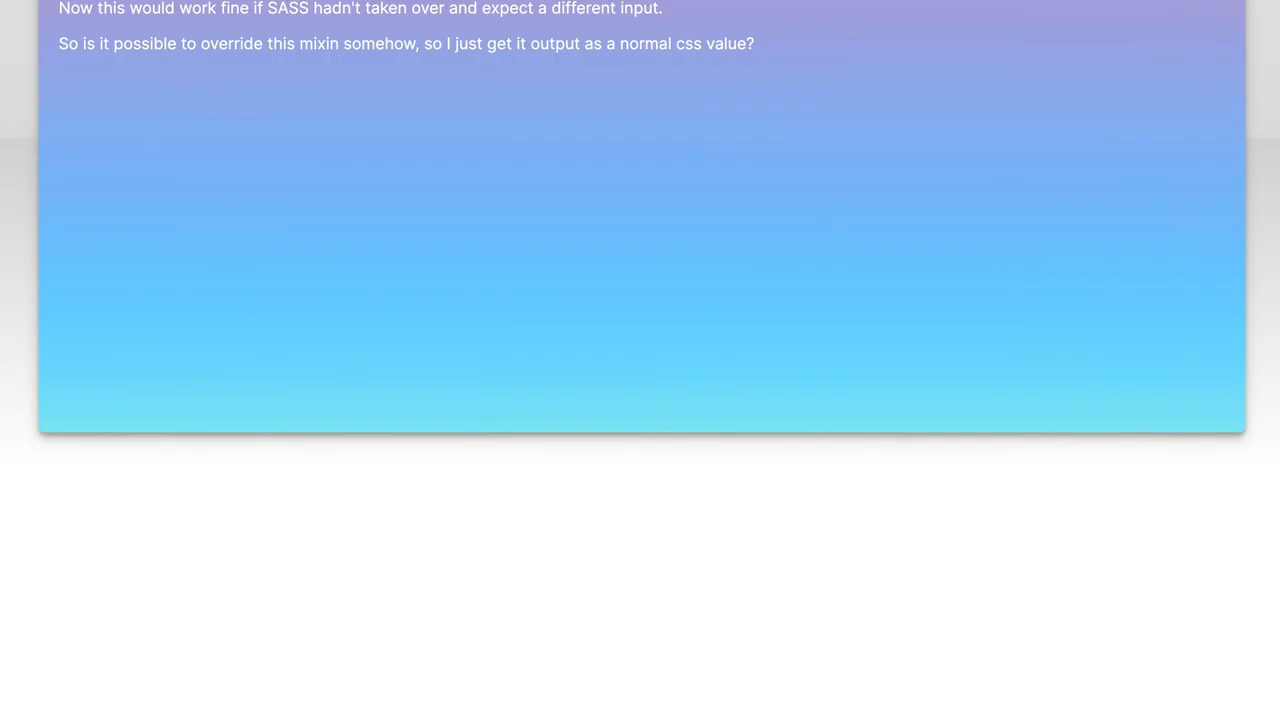 Now this would work fine if SASS hadn't taken over and expect a different input.
So is it possible to override this mixin somehow, so I just get it output as a normal css value?